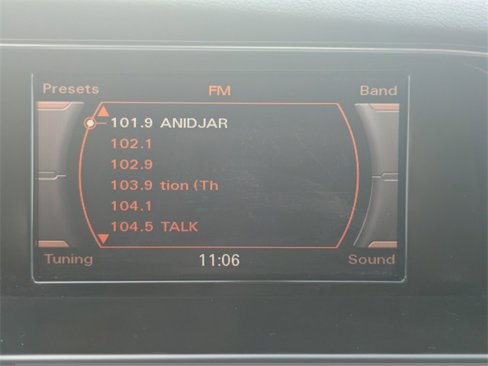 Presets FM Band
101.9 ANIDJAR
102.1
102.9
103.9 tion (Th
104.1
104.5 TALK
Tuning 11:06 Sound